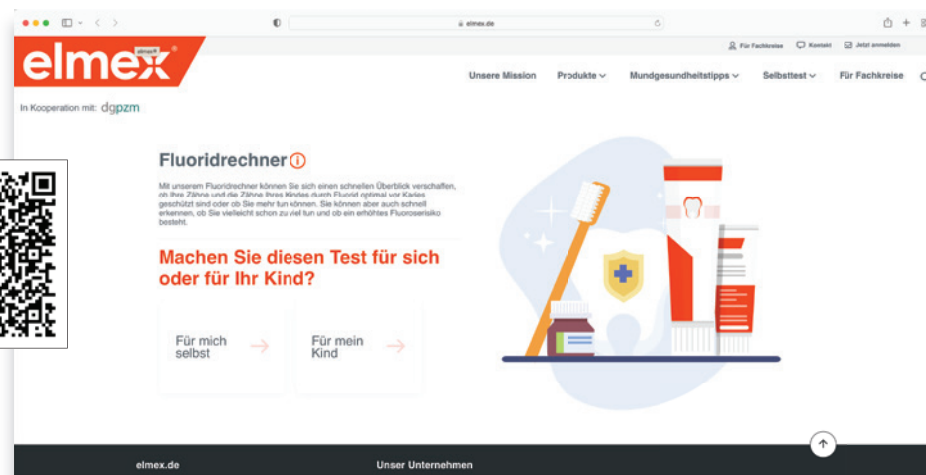 elmex.de
Für Fachkreise Kontakt Jetzt anmelden
elmex®
elmex®
Unsere Mission Produkte Mundgesundheitstipps Selbsttest Für Fachkreise
In Kooperation mit: dgpzm
Fluoridrechner
Mit unserem Fluoridrechner können Sie sich einen schnellen Überblick verschaffen,
ob Ihre Zähne und die Zähne Ihres Kindes durch Fluorid optimal vor Karies
geschützt sind oder ob Sie mehr tun können. Sie können aber auch schnell
erkennen, ob Sie vielleicht schon zu viel tun und ob ein erhöhtes Fluoroserisiko
besteht.
Machen Sie diesen Test für sich
oder für Ihr Kind?
Für mich
selbst
Für mein
Kind
elmex.de Unser Unternehmen